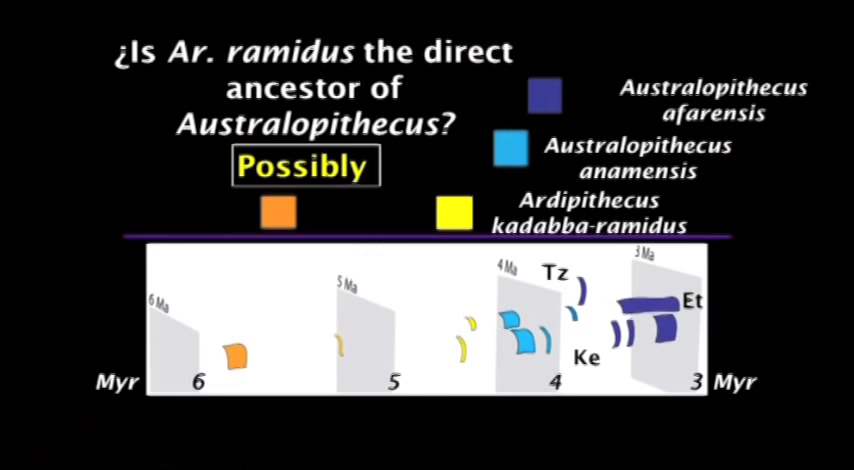 ¿Is Ar. ramidus the direct
ancestor of
Australopithecus?
Possibly
Australopithecus
afarensis
Australopithecus
anamensis
Ardipithecus
kadabba-ramidus
6 Ma
5 Ma
4 Ma
3 Ma
Tz
Et
Ke
Myr 6 5 4 3 Myr